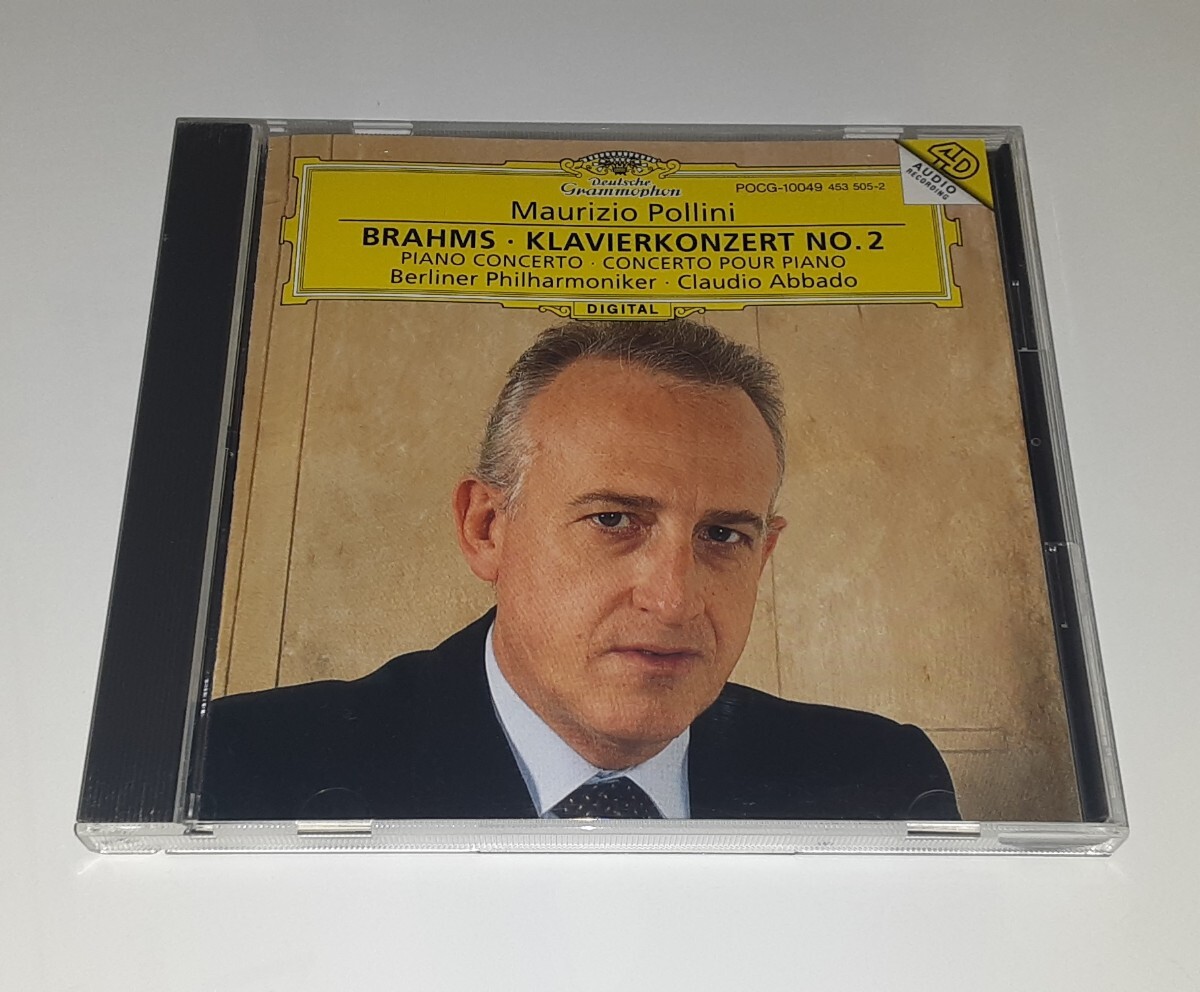 Deutsche
Grammophon
POCG-10049 453 505-2
4D
AUDIO
RECORDING
Maurizio Pollini
BRAHMS · KLAVIERKONZERT NO. 2
PIANO CONCERTO · CONCERTO POUR PIANO
Berliner Philharmoniker · Claudio Abbado
DIGITAL